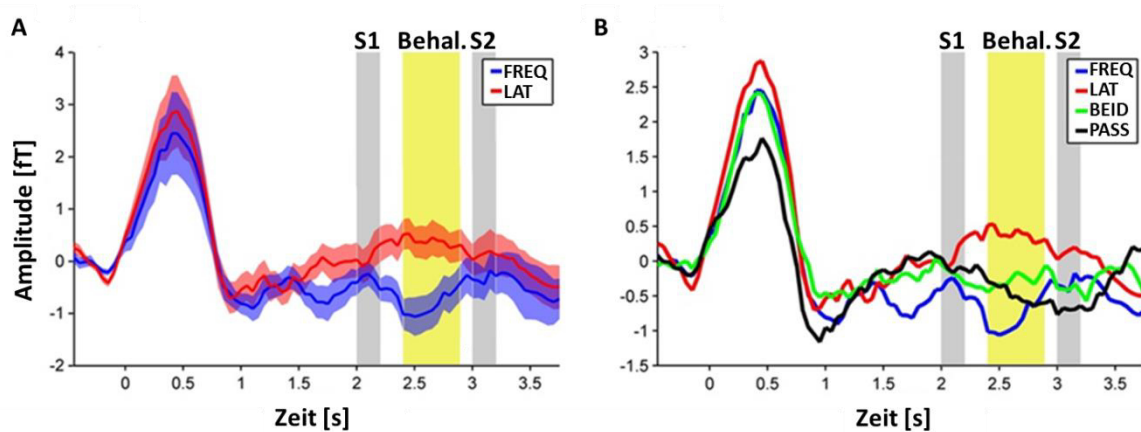 A
S1 Behal. S2
FREQ
LAT
Amplitude [fT]
4
3
2
1
0
-1
-2
0 0.5 1 1.5 2 2.5 3 3.5
Zeit [s]
B
S1 Behal. S2
FREQ
LAT
BEID
PASS
3
2.5
2
1.5
1
0.5
0
-0.5
-1
-1.5
0 0.5 1 1.5 2 2.5 3 3.5
Zeit [s]